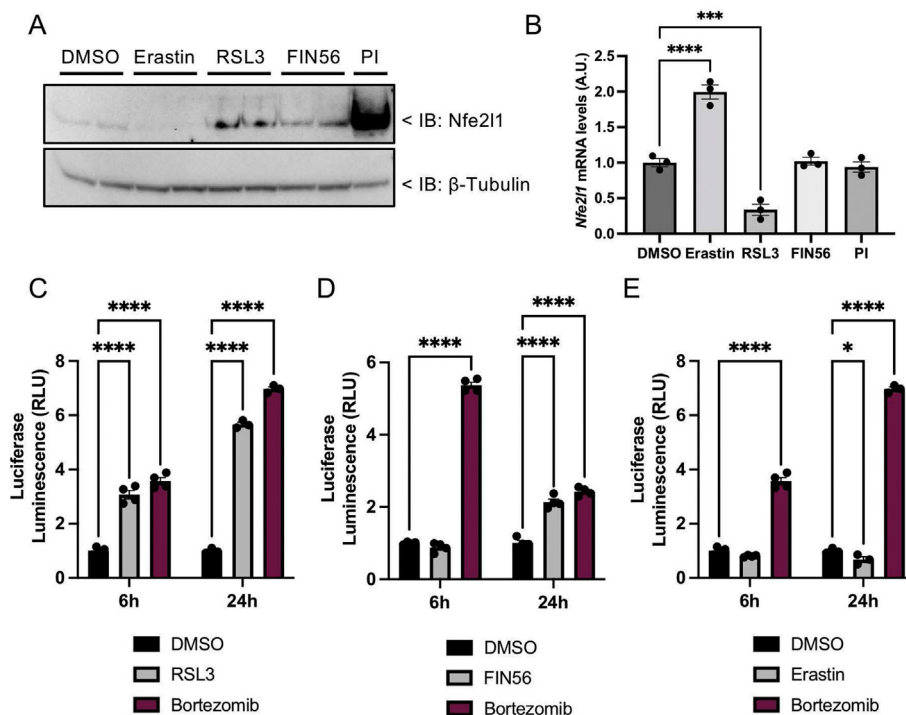 A
DMSO Erastin RSL3 FIN56 PI
< IB: Nfe2l1
< IB: β-Tubulin
B
***
****
Nfe2l1 mRNA levels (A.U.)
2.5
2.0
1.5
1.0
0.5
0.0
DMSO Erastin RSL3 FIN56 PI
C
****
****
****
****
Luciferase
Luminescence (RLU)
8
6
4
2
0
6h 24h
DMSO
RSL3
Bortezomib
D
****
****
****
Luciferase
Luminescence (RLU)
6
4
2
0
6h 24h
DMSO
FIN56
Bortezomib
E
****
****
*
Luciferase
Luminescence (RLU)
8
6
4
2
0
6h 24h
DMSO
Erastin
Bortezomib